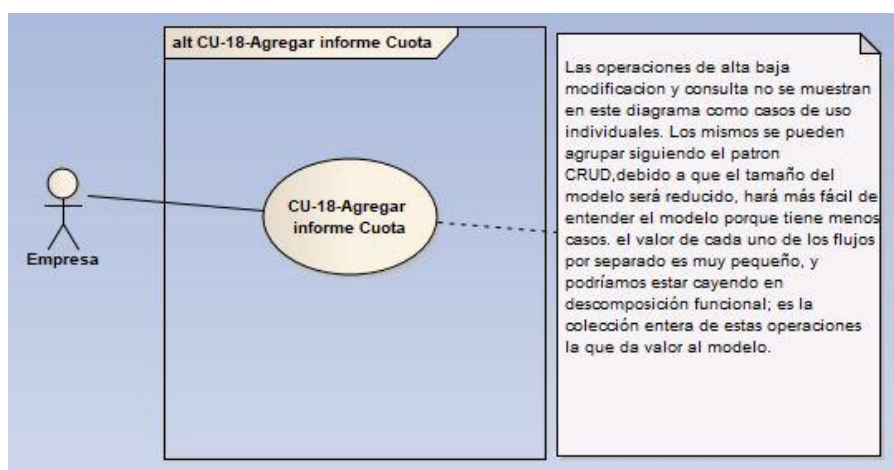 alt CU-18-Agregar informe Cuota
Las operaciones de alta baja
modificacion y consulta no se muestran
en este diagrama como casos de uso
individuales. Los mismos se pueden
agrupar siguiendo el patron
CRUD,debido a que el tamaño del
modelo será reducido, hará más fácil de
entender el modelo porque tiene menos
casos. el valor de cada uno de los flujos
por separado es muy pequeño, y
podríamos estar cayendo en
descomposición funcional; es la
colección entera de estas operaciones
la que da valor al modelo.
CU-18-Agregar
informe Cuota
Empresa